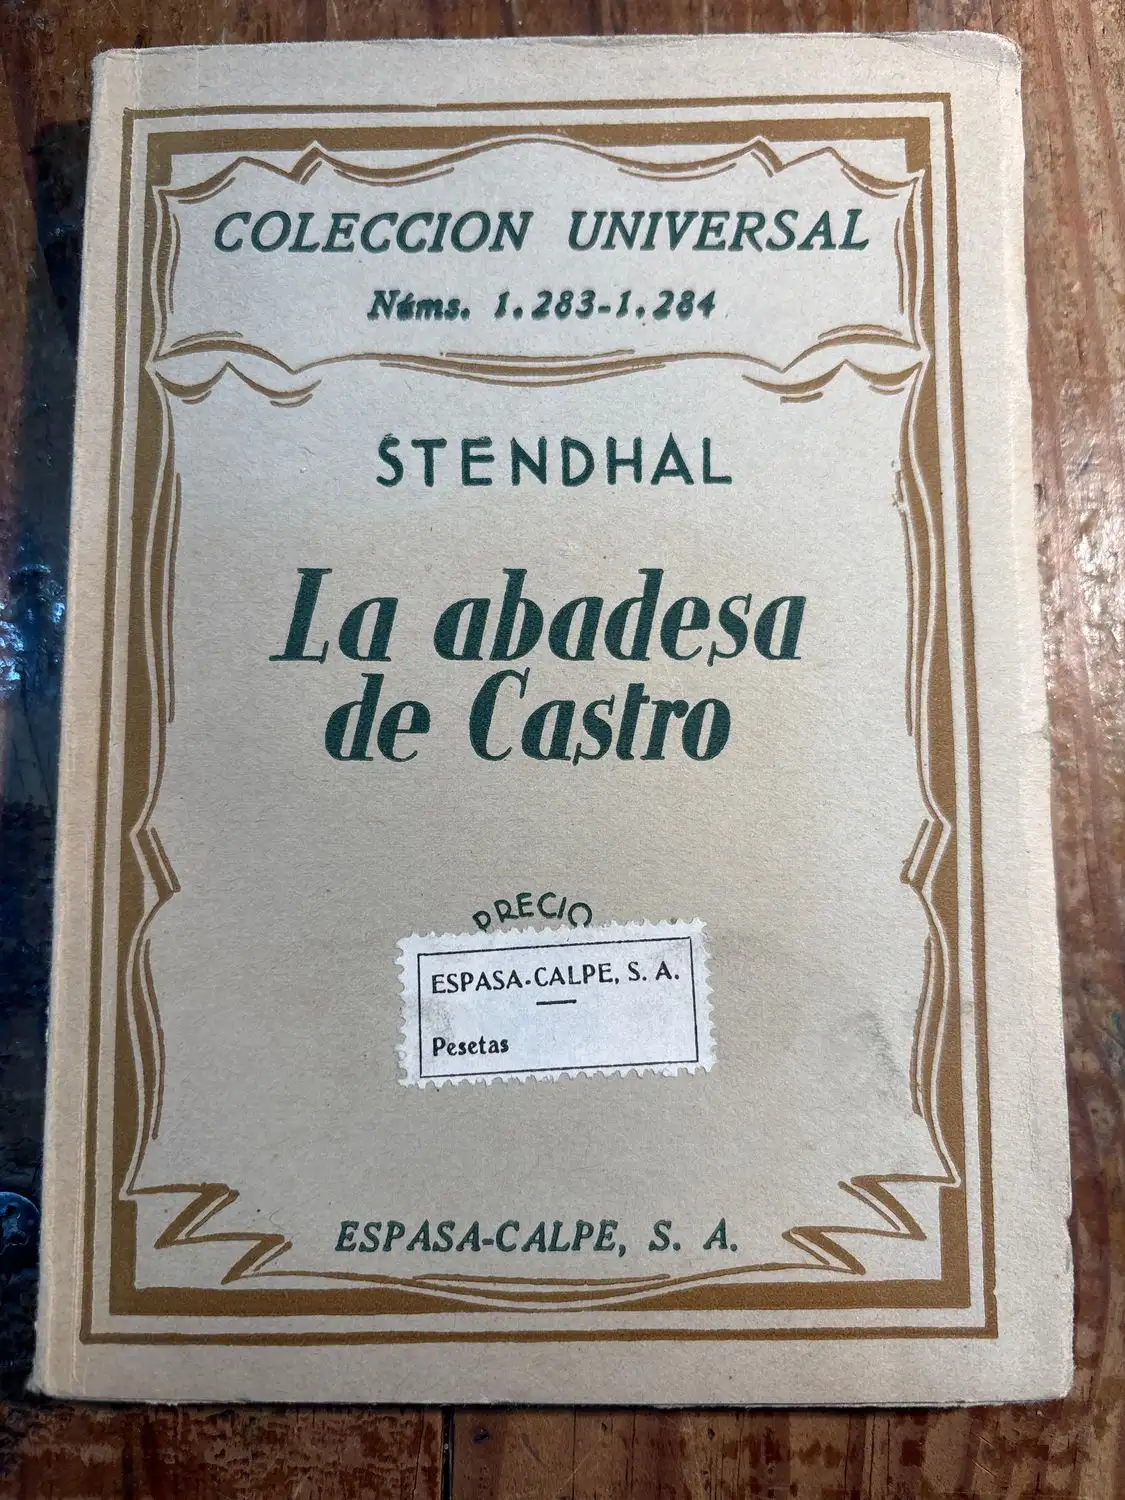 COLECCION UNIVERSAL
Núms. 1.283-1.284
STENDHAL
La abadesa
de Castro
PRECIO
ESPASA-CALPE, S. A.
Pesetas
ESPASA-CALPE, S. A.